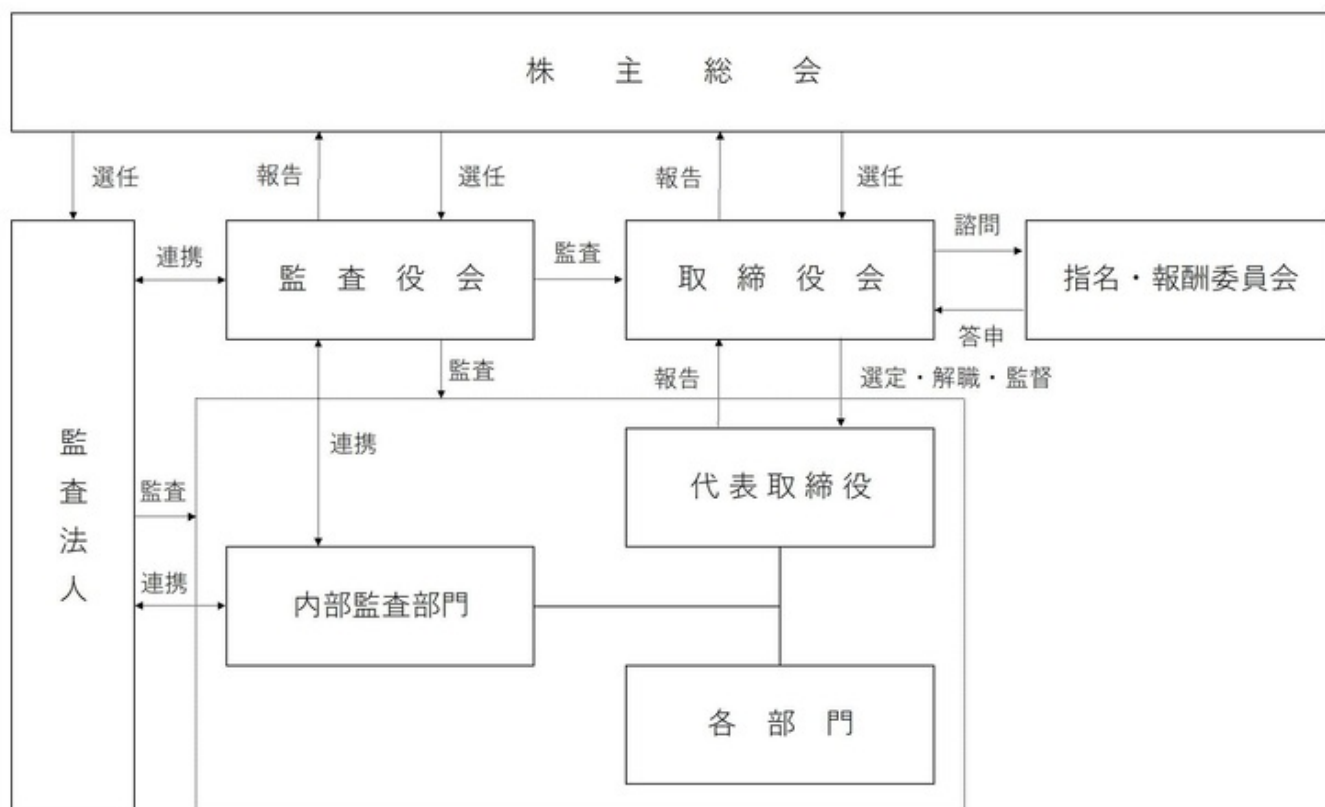 株主総会
選任
報告
選任
報告
選任
連携
監査役会
監査
取締役会
諮問
答申
指名・報酬委員会
監査
報告
選定・解職・監督
監査法人
連携
代表取締役
監査
連携
内部監査部門
各部門